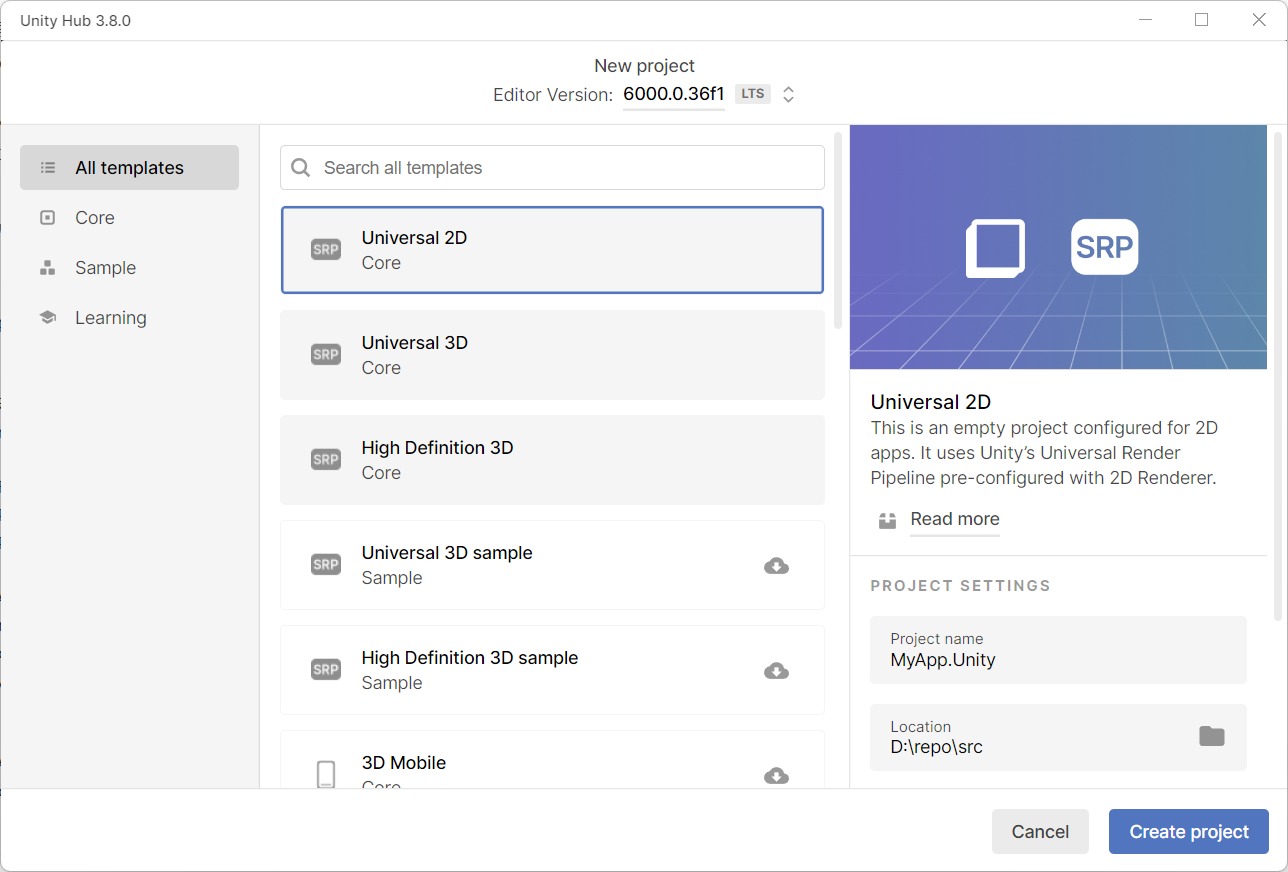 Unity Hub 3.8.0
New project
Editor Version: 6000.0.36f1 LTS
All templates
Core
Sample
Learning
Search all templates
SRP
Universal 2D
Core
SRP
Universal 3D
Core
SRP
High Definition 3D
Core
SRP
Universal 3D sample
Sample
SRP
High Definition 3D sample
Sample
3D Mobile
Core
SRP
Universal 2D
This is an empty project configured for 2D
apps. It uses Unity’s Universal Render
Pipeline pre-configured with 2D Renderer.
Read more
PROJECT SETTINGS
Project name
MyApp.Unity
Location
D:\repo\src
Cancel
Create project